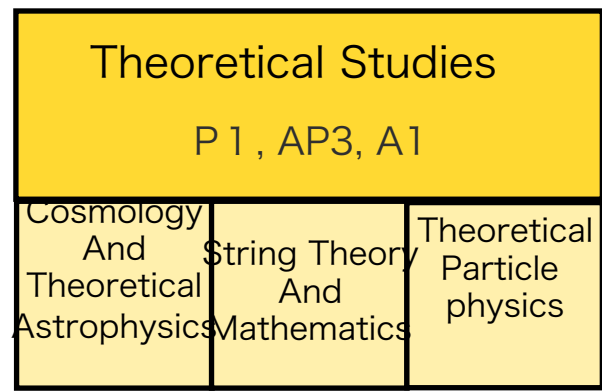 Theoretical Studies
P 1 , AP3, A1
Cosmology
And
Theoretical
Astrophysics
String Theory
And
Mathematics
Theoretical
Particle
physics